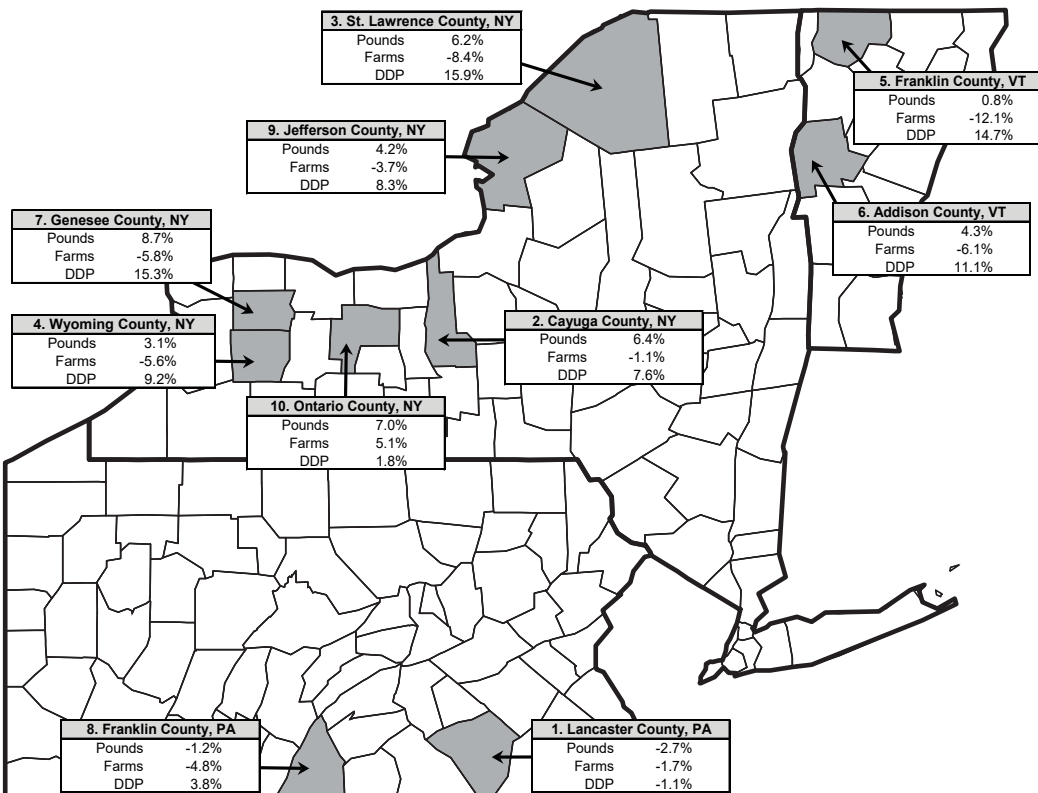 3. St. Lawrence County, NY
Pounds 6.2%
Farms -8.4%
DDP 15.9%
5. Franklin County, VT
Pounds 0.8%
Farms -12.1%
DDP 14.7%
9. Jefferson County, NY
Pounds 4.2%
Farms -3.7%
DDP 8.3%
7. Genesee County, NY
Pounds 8.7%
Farms -5.8%
DDP 15.3%
6. Addison County, VT
Pounds 4.3%
Farms -6.1%
DDP 11.1%
4. Wyoming County, NY
Pounds 3.1%
Farms -5.6%
DDP 9.2%
2. Cayuga County, NY
Pounds 6.4%
Farms -1.1%
DDP 7.6%
10. Ontario County, NY
Pounds 7.0%
Farms 5.1%
DDP 1.8%
8. Franklin County, PA
Pounds -1.2%
Farms -4.8%
DDP 3.8%
1. Lancaster County, PA
Pounds -2.7%
Farms -1.7%
DDP -1.1%